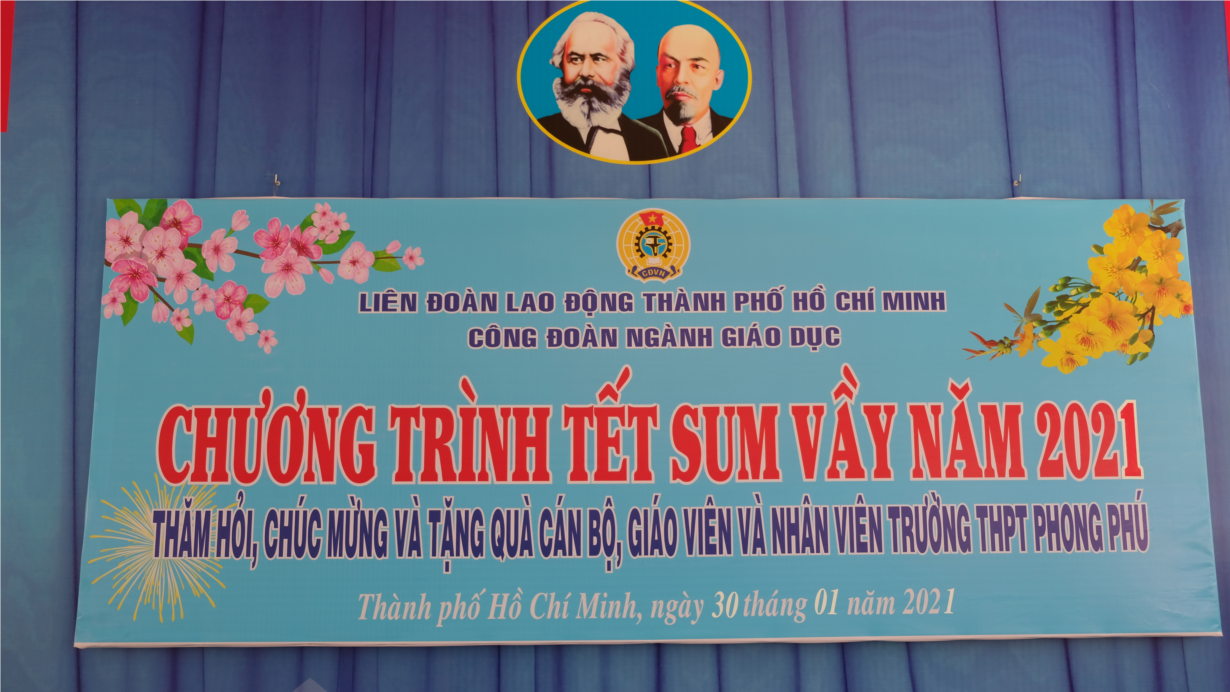 CĐVN
LIÊN ĐOÀN LAO ĐỘNG THÀNH PHỐ HỒ CHÍ MINH
CÔNG ĐOÀN NGÀNH GIÁO DỤC
CHƯƠNG TRÌNH TẾT SUM VẦY NĂM 2021
THĂM HỎI, CHÚC MỪNG VÀ TẶNG QUÀ CÁN BỘ, GIÁO VIÊN VÀ NHÂN VIÊN TRƯỜNG THPT PHONG PHÚ
Thành phố Hồ Chí Minh, ngày 30 tháng 01 năm 2021